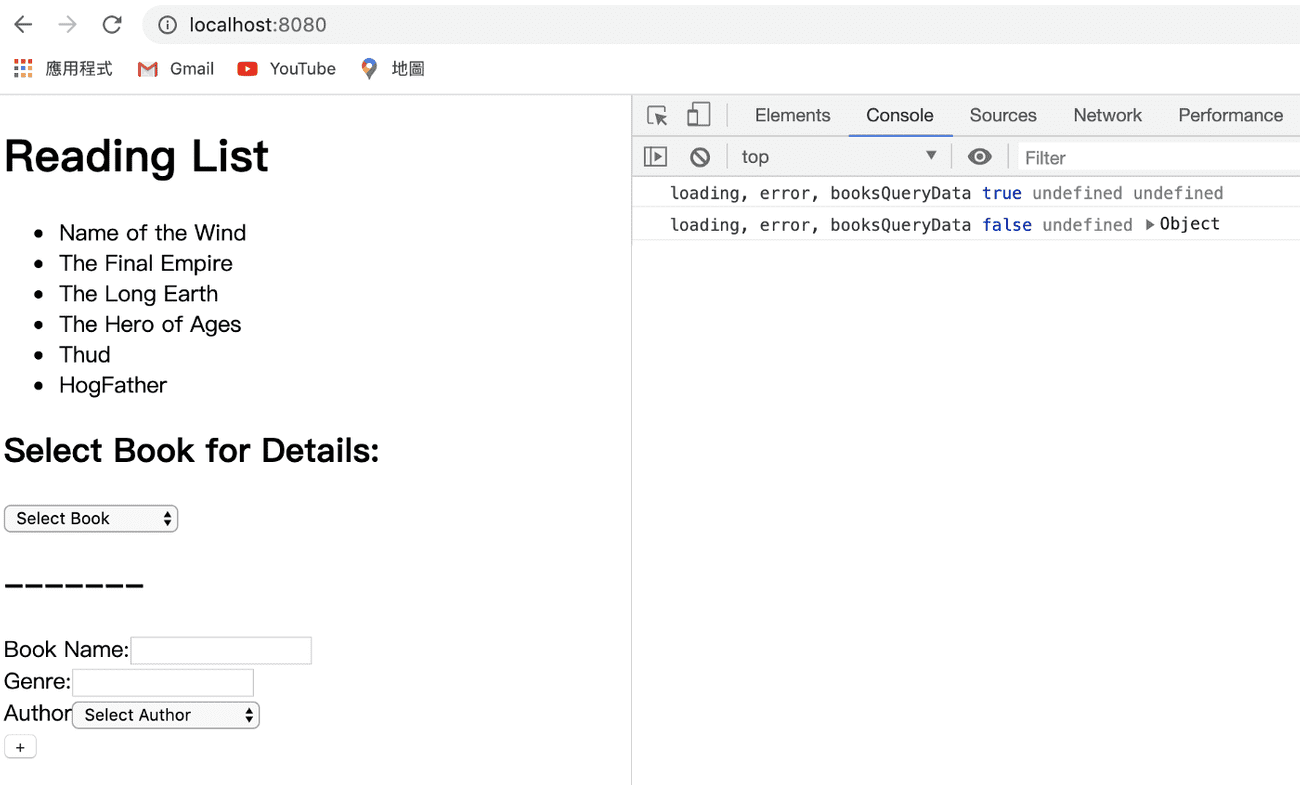 localhost:8080
應用程式 Gmail YouTube 地圖
Reading List
Name of the Wind
The Final Empire
The Long Earth
The Hero of Ages
Thud
HogFather
Select Book for Details:
Select Book
–––––––
Book Name:
Genre:
Author Select Author
+
Elements Console Sources Network Performance
top Filter
loading, error, booksQueryData true undefined undefined
loading, error, booksQueryData false undefined Object